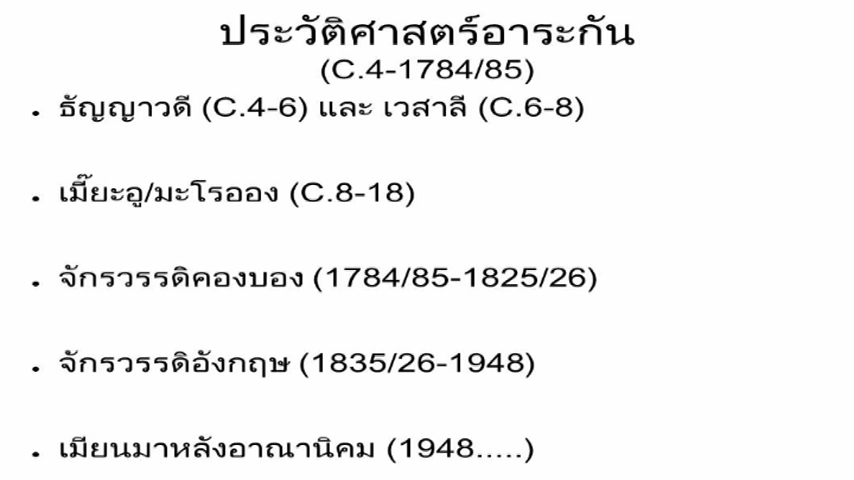 ประวัติศาสตร์อาระกัน
(C.4-1784/85)
. ธัญญาวดี (C.4-6) และ เวสาลี (C.6-8)
. เมี๊ยะอู/มะโรออง (C.8-18)
. จักรวรรดิคองบอง (1784/85-1825/26)
. จักรวรรดิอังกฤษ (1835/26-1948)
. เมียนมาหลังอาณานิคม (1948.....)